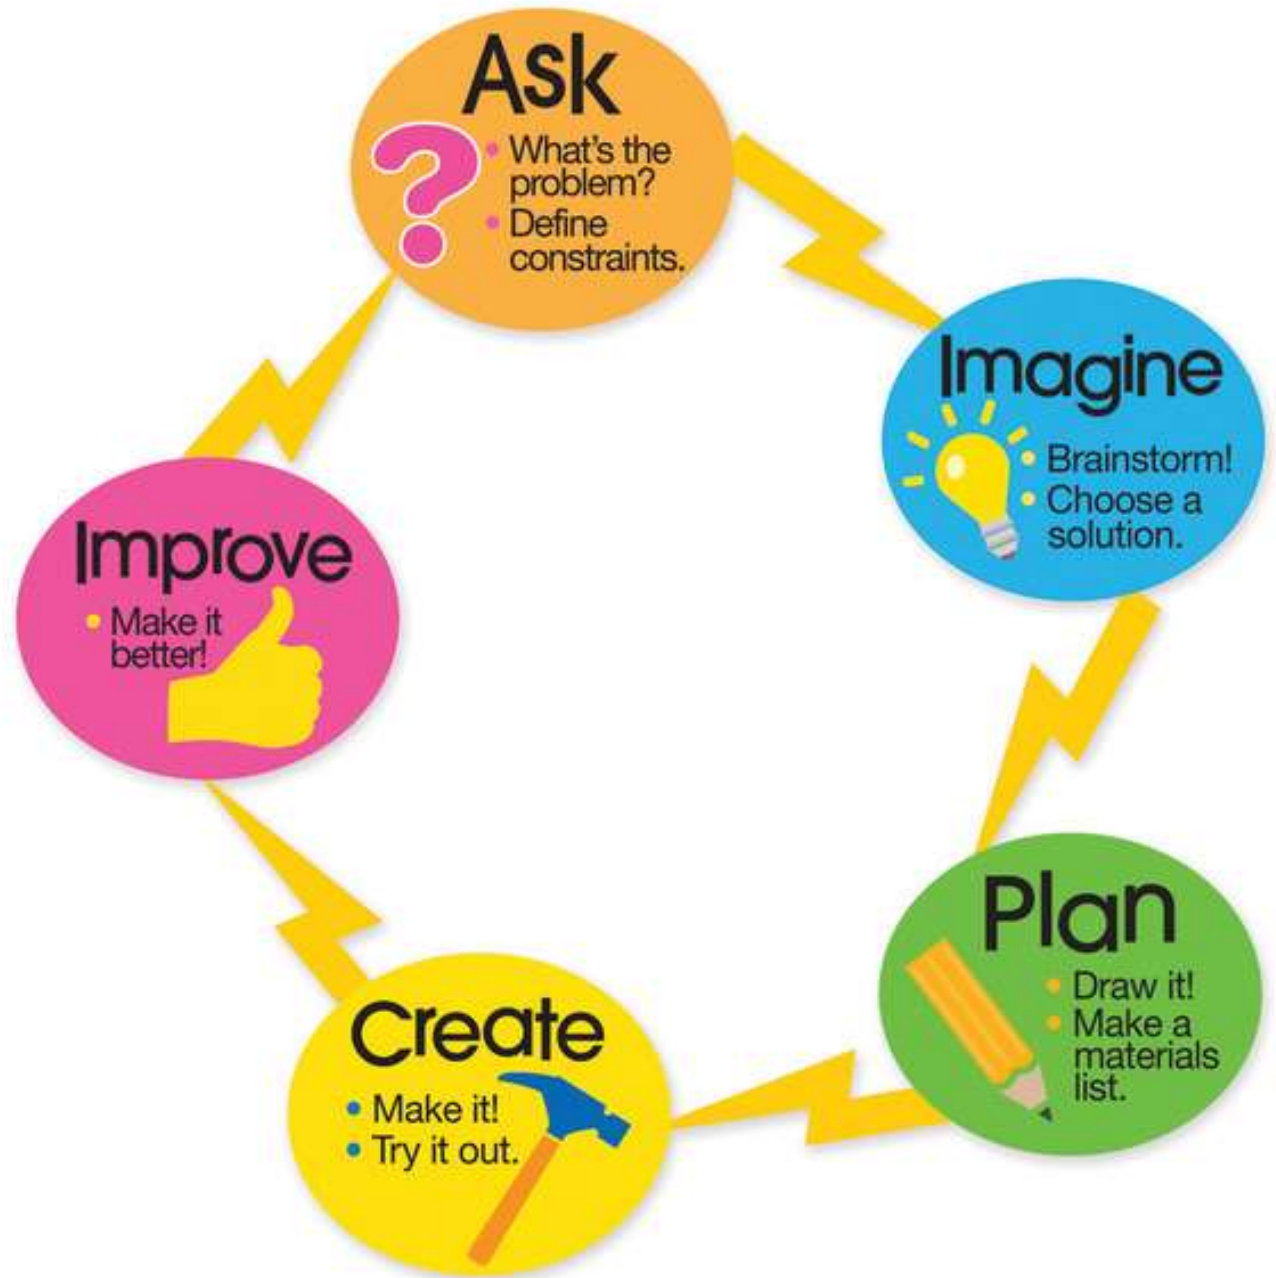 Ask
What's the
problem?
Define
constraints.
Imagine
Brainstorm!
Choose a
solution.
Plan
Draw it!
Make a
materials
list.
Create
Make it!
Try it out.
Improve
Make it
better!